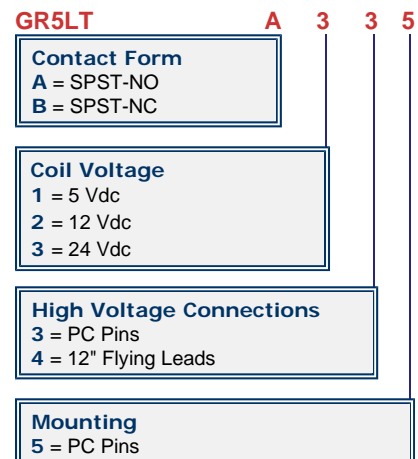 GR5LT A 3 3 5
Contact Form
A = SPST-NO
B = SPST-NC
Coil Voltage
1 = 5 Vdc
2 = 12 Vdc
3 = 24 Vdc
High Voltage Connections
3 = PC Pins
4 = 12" Flying Leads
Mounting
5 = PC Pins